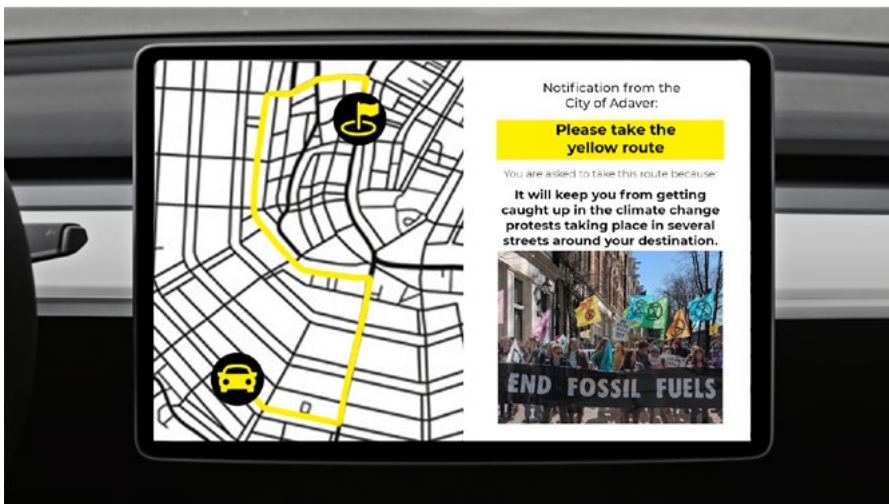 Notification from the
City of Adaver:
Please take the
yellow route
You are asked to take this route because:
It will keep you from getting
caught up in the climate change
protests taking place in several
streets around your destination.
END FOSSIL FUELS